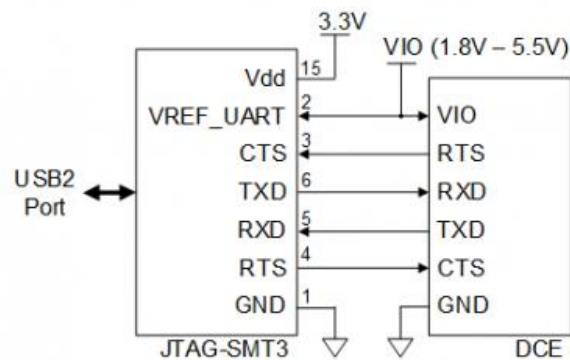 3.3V
VIO (1.8V – 5.5V)
Vdd 15
VREF_UART 2 VIO
CTS 3 RTS
USB2
Port
TXD 6 RXD
RXD 5 TXD
RTS 4 CTS
GND 1 GND
JTAG-SMT3 DCE